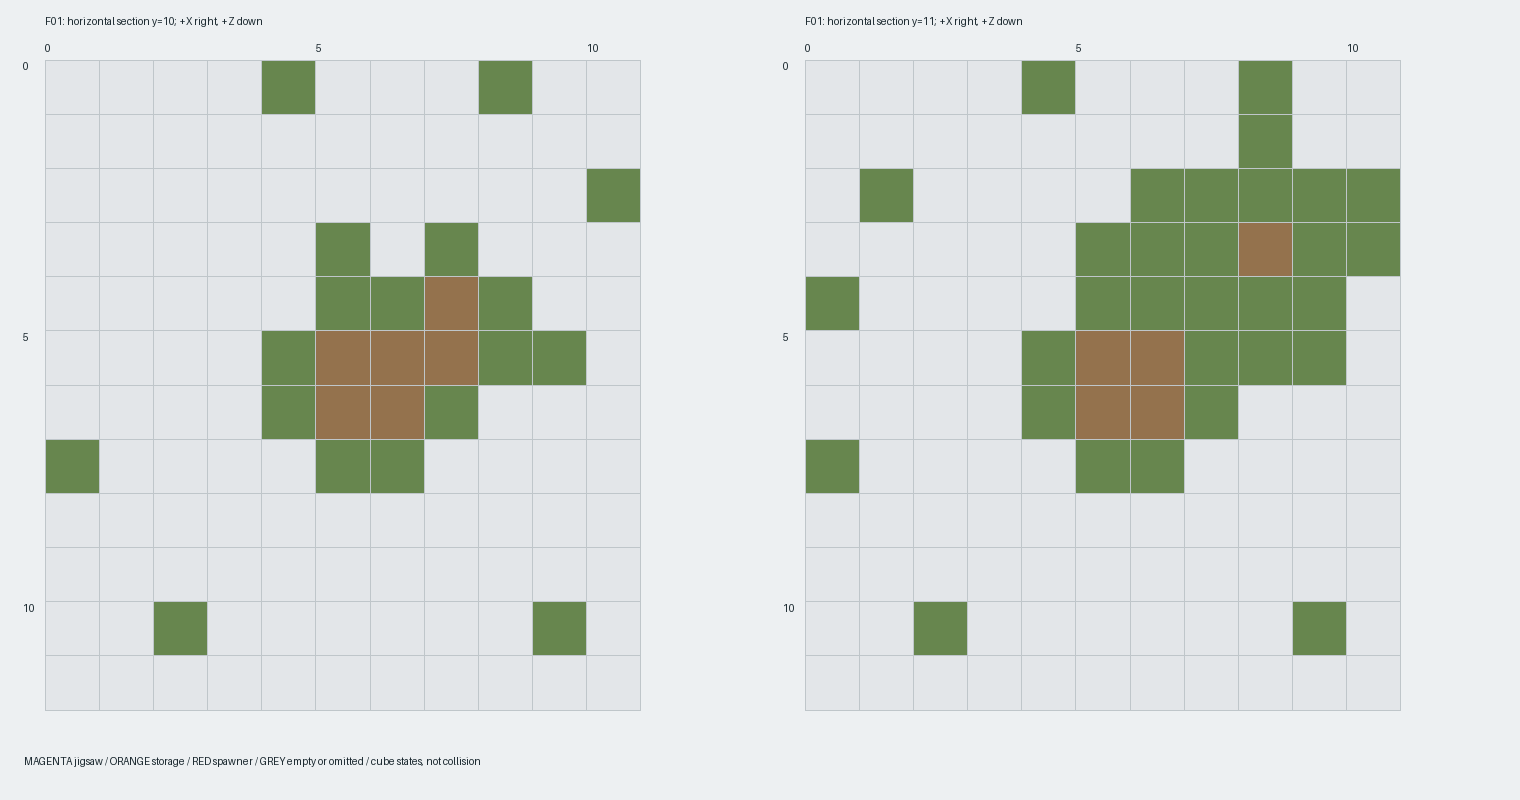 F01: horizontal section y=10; +X right, +Z down
F01: horizontal section y=11; +X right, +Z down
0 5 10
0 5 10
0
0
5
5
10
10
MAGENTA jigsaw / ORANGE storage / RED spawner / GREY empty or omitted / cube states, not collision